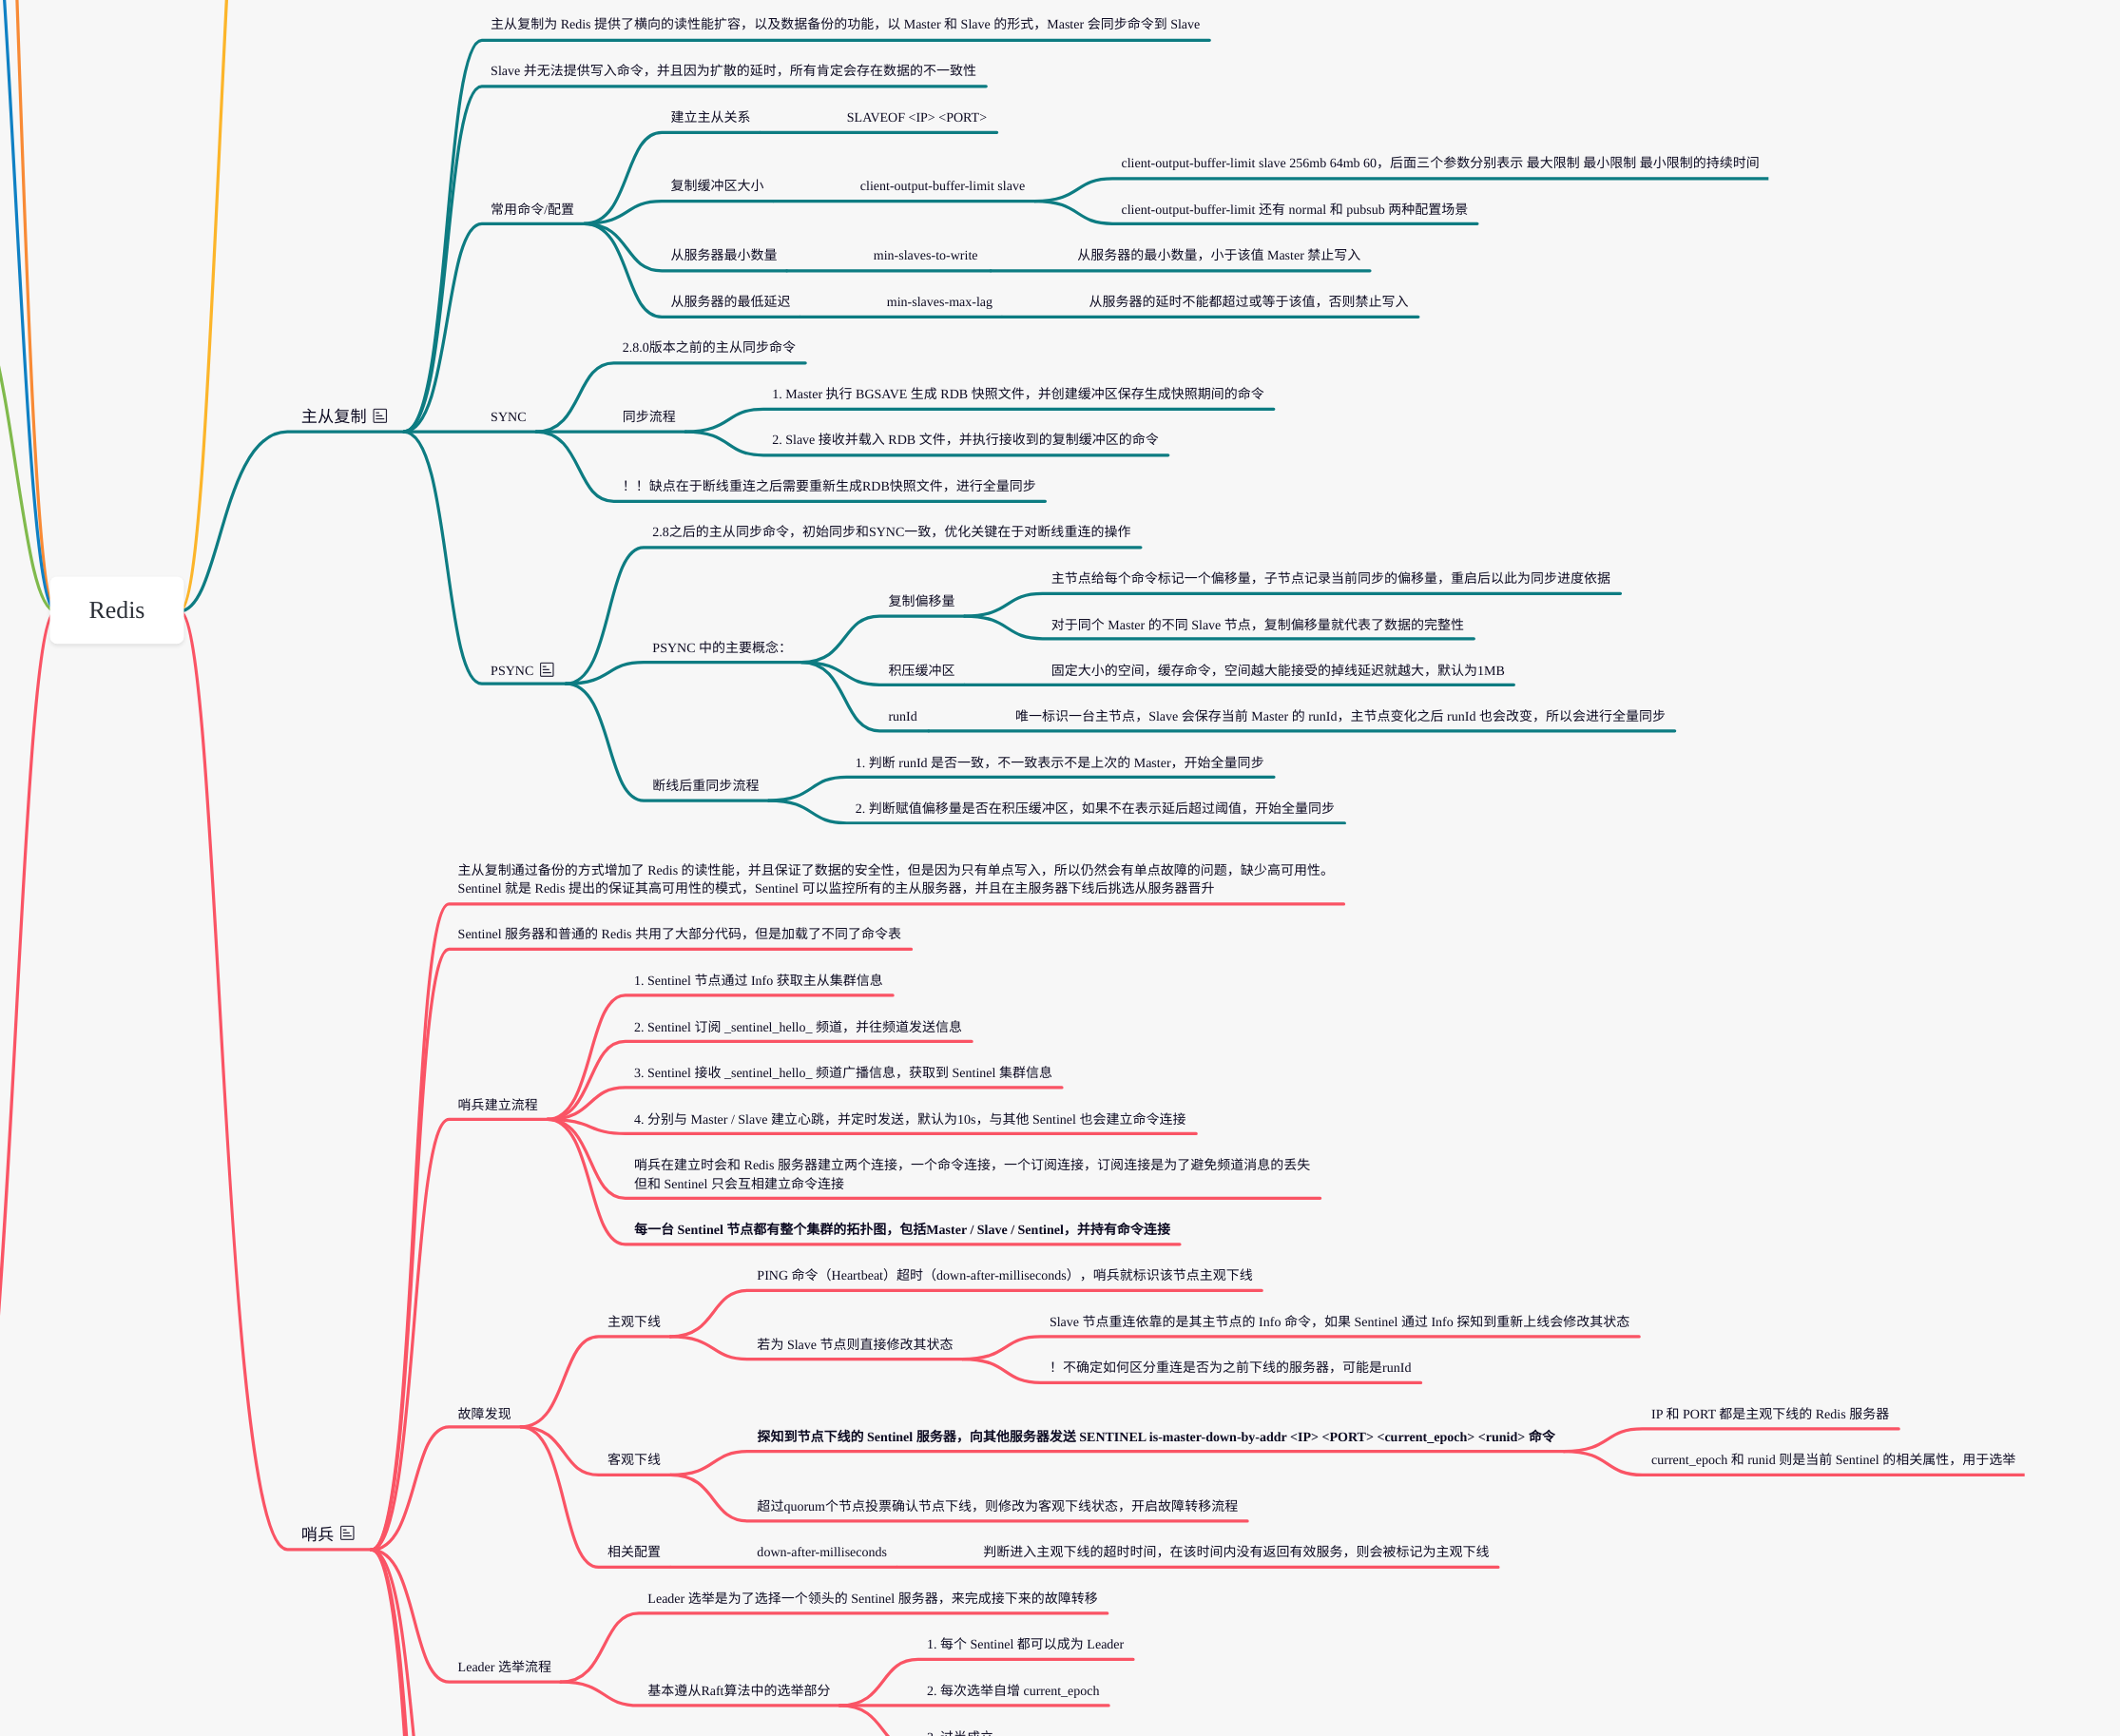 Redis
主从复制
主从复制为 Redis 提供了横向的读性能扩容，以及数据备份的功能，以 Master 和 Slave 的形式，Master 会同步命令到 Slave
Slave 并无法提供写入命令，并且因为扩散的延时，所有肯定会存在数据的不一致性
常用命令/配置
建立主从关系
SLAVEOF <IP> <PORT>
复制缓冲区大小
client-output-buffer-limit slave
client-output-buffer-limit slave 256mb 64mb 60，后面三个参数分别表示 最大限制 最小限制 最小限制的持续时间
client-output-buffer-limit 还有 normal 和 pubsub 两种配置场景
从服务器最小数量
min-slaves-to-write
从服务器的最小数量，小于该值 Master 禁止写入
从服务器的最低延迟
min-slaves-max-lag
从服务器的延时不能都超过或等于该值，否则禁止写入
SYNC
2.8.0版本之前的主从同步命令
同步流程
1. Master 执行 BGSAVE 生成 RDB 快照文件，并创建缓冲区保存生成快照期间的命令
2. Slave 接收并载入 RDB 文件，并执行接收到的复制缓冲区的命令
！！缺点在于断线重连之后需要重新生成RDB快照文件，进行全量同步
PSYNC
2.8之后的主从同步命令，初始同步和SYNC一致，优化关键在于对断线重连的操作
PSYNC 中的主要概念：
复制偏移量
主节点给每个命令标记一个偏移量，子节点记录当前同步的偏移量，重启后以此为同步进度依据
对于同个 Master 的不同 Slave 节点，复制偏移量就代表了数据的完整性
积压缓冲区
固定大小的空间，缓存命令，空间越大能接受的掉线延迟就越大，默认为1MB
runId
唯一标识一台主节点，Slave 会保存当前 Master 的 runId，主节点变化之后 runId 也会改变，所以会进行全量同步
断线后重同步流程
1. 判断 runId 是否一致，不一致表示不是上次的 Master，开始全量同步
2. 判断赋值偏移量是否在积压缓冲区，如果不在表示延后超过阈值，开始全量同步
哨兵
主从复制通过备份的方式增加了 Redis 的读性能，并且保证了数据的安全性，但是因为只有单点写入，所以仍然会有单点故障的问题，缺少高可用性。
Sentinel 就是 Redis 提出的保证其高可用性的模式，Sentinel 可以监控所有的主从服务器，并且在主服务器下线后挑选从服务器晋升
Sentinel 服务器和普通的 Redis 共用了大部分代码，但是加载了不同了命令表
哨兵建立流程
1. Sentinel 节点通过 Info 获取主从集群信息
2. Sentinel 订阅 _sentinel_hello_ 频道，并往频道发送信息
3. Sentinel 接收 _sentinel_hello_ 频道广播信息，获取到 Sentinel 集群信息
4. 分别与 Master / Slave 建立心跳，并定时发送，默认为10s，与其他 Sentinel 也会建立命令连接
哨兵在建立时会和 Redis 服务器建立两个连接，一个命令连接，一个订阅连接，订阅连接是为了避免频道消息的丢失
但和 Sentinel 只会互相建立命令连接
每一台 Sentinel 节点都有整个集群的拓扑图，包括Master / Slave / Sentinel，并持有命令连接
故障发现
主观下线
PING 命令（Heartbeat）超时（down-after-milliseconds），哨兵就标识该节点主观下线
若为 Slave 节点则直接修改其状态
Slave 节点重连依靠的是其主节点的 Info 命令，如果 Sentinel 通过 Info 探知到重新上线会修改其状态
！不确定如何区分重连是否为之前下线的服务器，可能是runId
客观下线
探知到节点下线的 Sentinel 服务器，向其他服务器发送 SENTINEL is-master-down-by-addr <IP> <PORT> <current_epoch> <runid> 命令
IP 和 PORT 都是主观下线的 Redis 服务器
current_epoch 和 runid 则是当前 Sentinel 的相关属性，用于选举
超过quorum个节点投票确认节点下线，则修改为客观下线状态，开启故障转移流程
相关配置
down-after-milliseconds
判断进入主观下线的超时时间，在该时间内没有返回有效服务，则会被标记为主观下线
Leader 选举流程
Leader 选举是为了选择一个领头的 Sentinel 服务器，来完成接下来的故障转移
基本遵从Raft算法中的选举部分
1. 每个 Sentinel 都可以成为 Leader
2. 每次选举自增 current_epoch